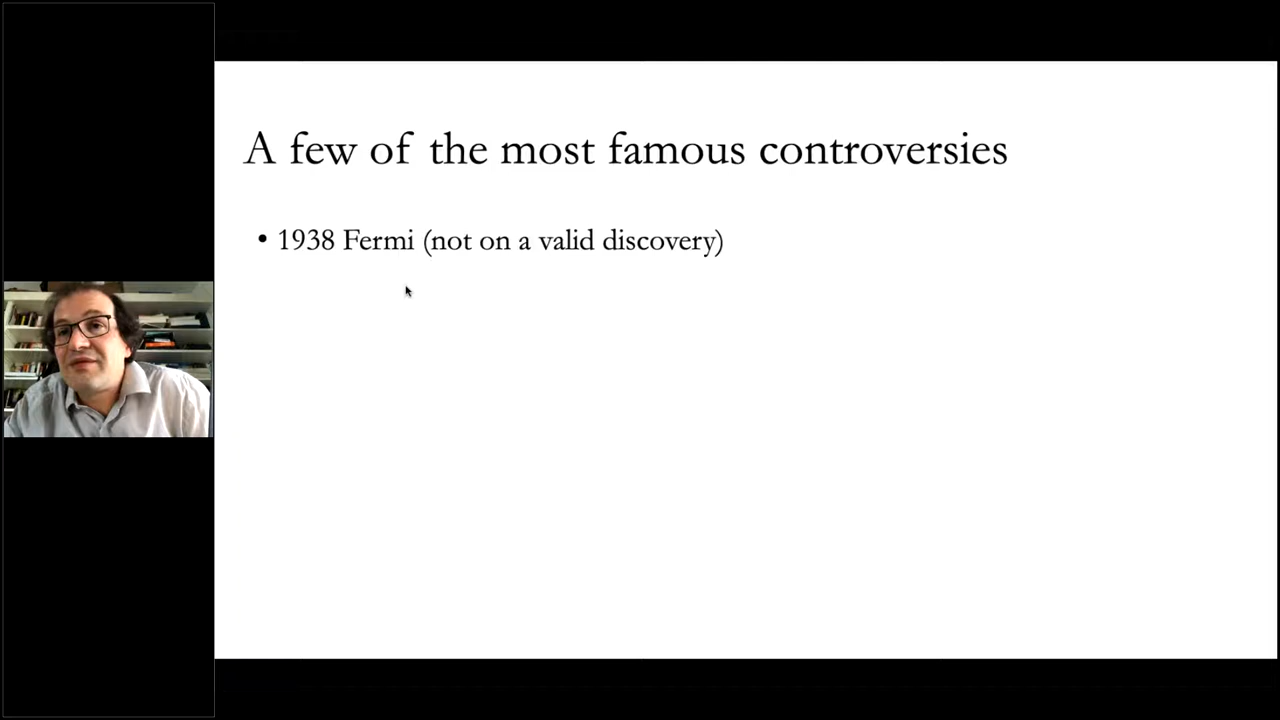 A few of the most famous controversies
• 1938 Fermi (not on a valid discovery)